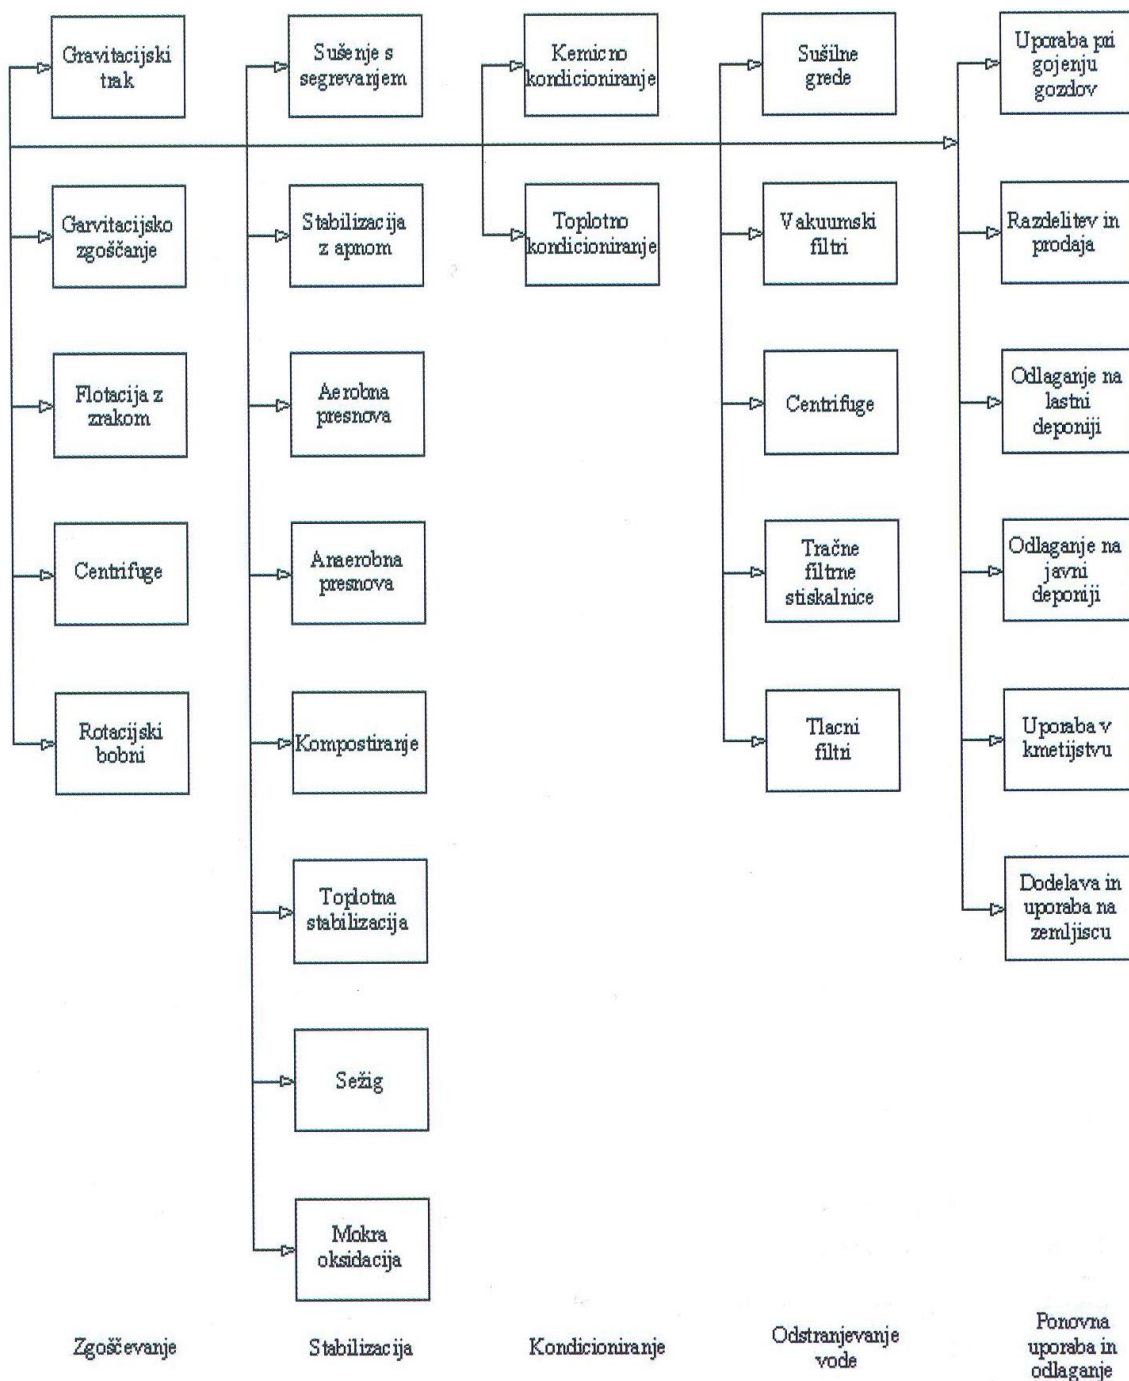 Gravitacijski
trak
Garvitacijsko
zgoščanje
Flotacija z
zrakom
Centrifuge
Rotacijski
bobni
Zgoščevanje
Sušenje s
segrevanjem
Stabilizacija
z apnom
Aerobna
presnova
Anaerobna
presnova
Kompostiranje
Toplotna
stabilizacija
Sežig
Mokra
oksidacija
Stabilizacija
Kemicno
kondicioniranje
Toplotno
kondicioniranje
Kondicioniranje
Sušilne
grede
Vakuumski
filtri
Centrifuge
Tračne
filtrne
stiskalnice
Tlacni
filtri
Odstranjevanje
vode
Uporaba pri
gojenju
gozdov
Razdelitev in
prodaja
Odlaganje na
lastni
deponiji
Odlaganje na
javni
deponiji
Uporaba v
kmetijstvu
Dodelava in
uporaba na
zemljiscu
Ponovna
uporaba in
odlaganje